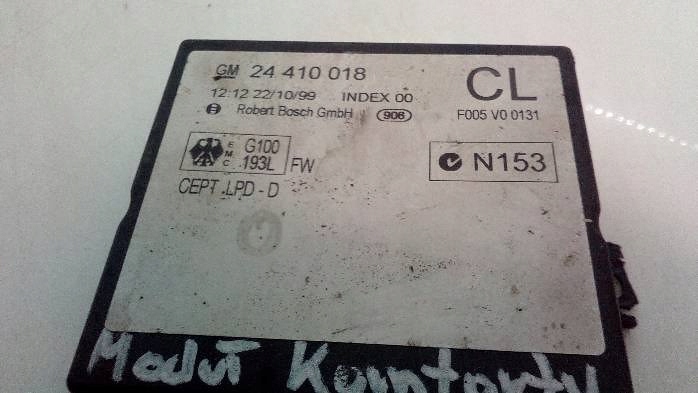 GM 24 410 018 CL
12:12 22/10/99 INDEX 00
Robert Bosch GmbH 906 F005 V0 0131
EMC G100 193L FW
N153
CEPT LPD - D
Moduł Komfortu